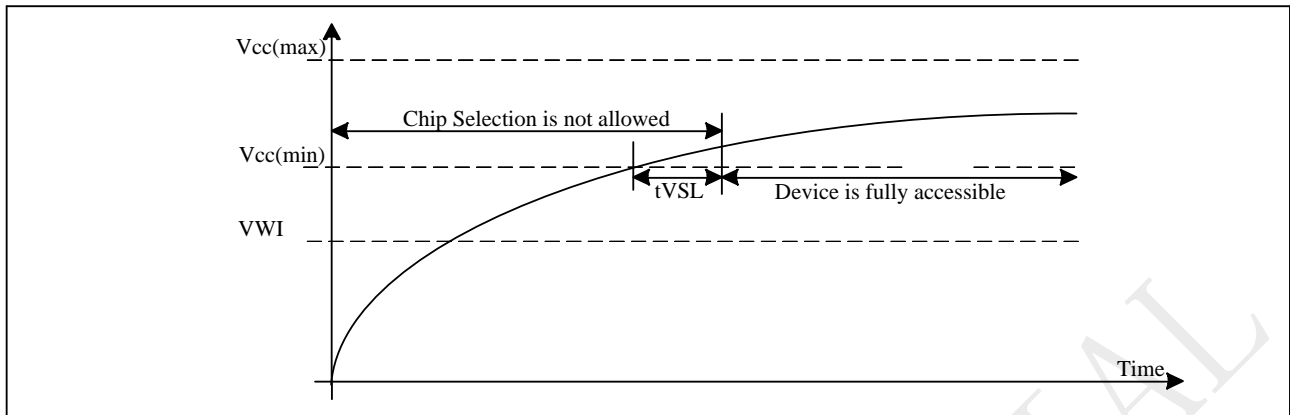 Vcc(max)
Chip Selection is not allowed
Vcc(min)
tVSL
Device is fully accessible
VWI
Time